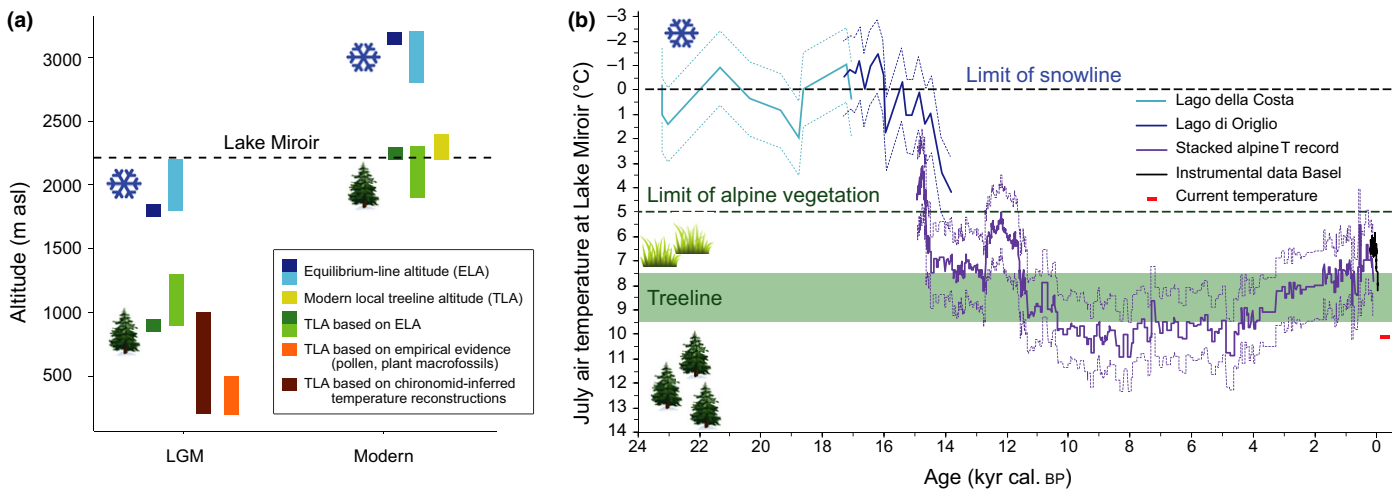 (a)
Altitude (m asl)
3000
2500
2000
1500
1000
500
Lake Miroir
Equilibrium-line altitude (ELA)
Modern local treeline altitude (TLA)
TLA based on ELA
TLA based on empirical evidence
(pollen, plant macrofossils)
TLA based on chironomid-inferred
temperature reconstructions
LGM
Modern
(b)
July air temperature at Lake Miroir (°C)
–3
–2
–1
0
1
2
3
4
5
6
7
8
9
10
11
12
13
14
Limit of snowline
Lago della Costa
Lago di Origlio
Stacked alpine T record
Instrumental data Basel
Current temperature
Limit of alpine vegetation
Treeline
24 22 20 18 16 14 12 10 8 6 4 2 0
Age (kyr cal. BP)